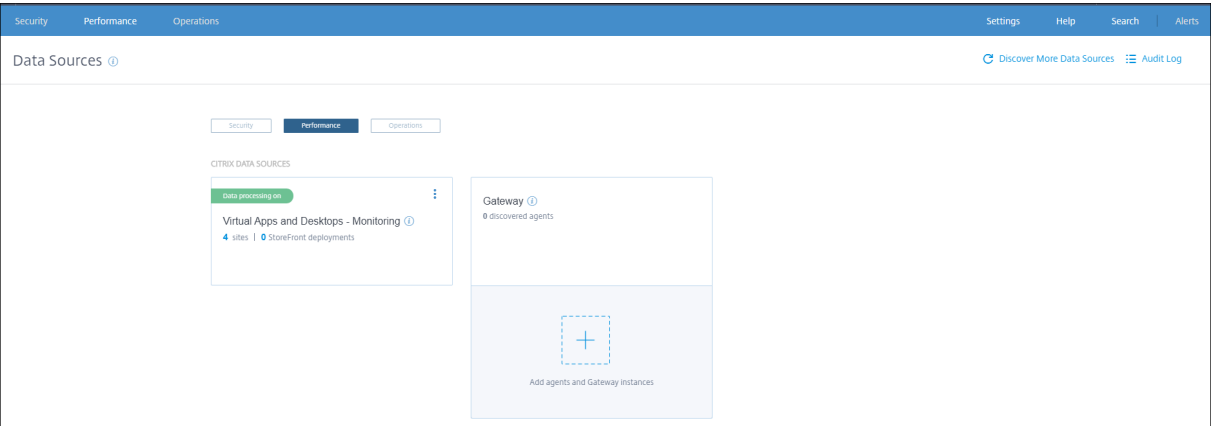 Security Performance Operations Settings Help Search Alerts
Data Sources Discover More Data Sources Audit Log
Security Performance Operations
CITRIX DATA SOURCES
Data processing on
Virtual Apps and Desktops - Monitoring
4 sites | 0 StoreFront deployments
Gateway
0 discovered agents
Add agents and Gateway instances